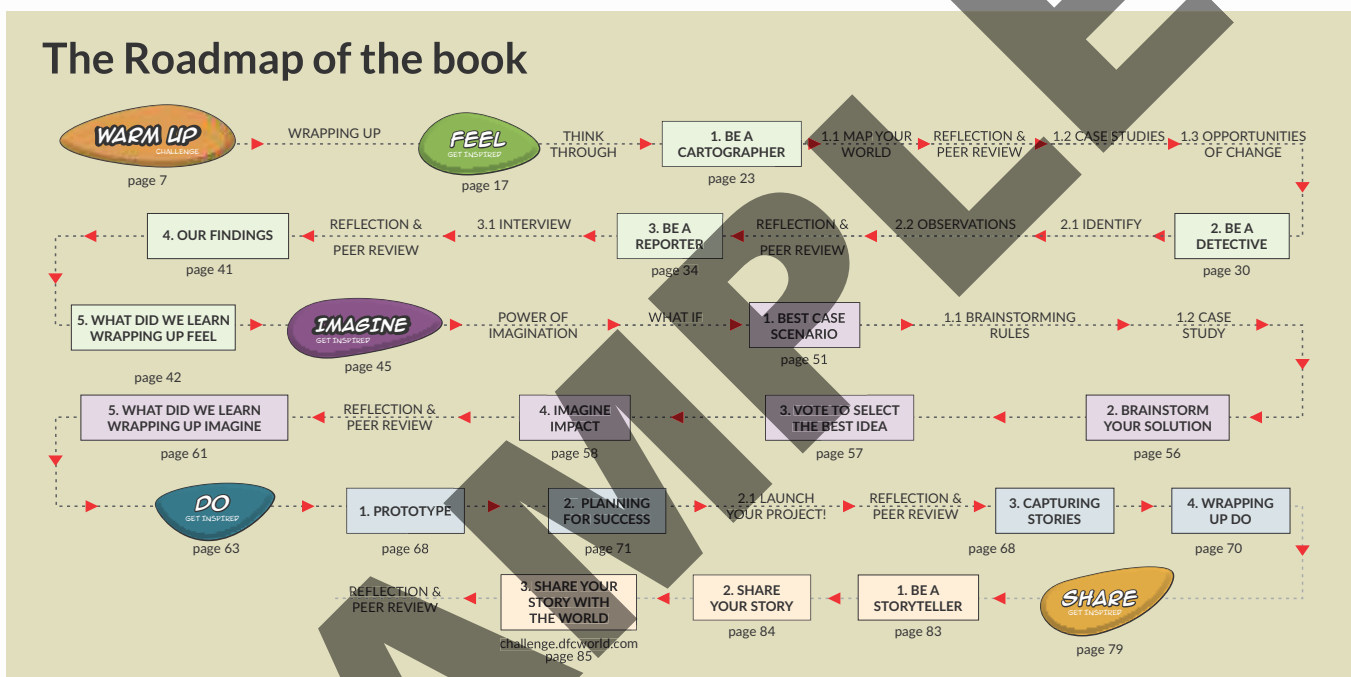 The Roadmap of the book
WARM UP
CHALLENGE
page 7
WRAPPING UP
FEEL
GET INSPIRED
page 17
THINK
THROUGH
1. BE A
CARTOGRAPHER
page 23
1.1 MAP YOUR
WORLD
REFLECTION &
PEER REVIEW
1.2 CASE STUDIES
1.3 OPPORTUNITIES
OF CHANGE
2. BE A
DETECTIVE
page 30
2.1 IDENTIFY
2.2 OBSERVATIONS
REFLECTION &
PEER REVIEW
3. BE A
REPORTER
page 34
3.1 INTERVIEW
REFLECTION &
PEER REVIEW
4. OUR FINDINGS
page 41
5. WHAT DID WE LEARN
WRAPPING UP FEEL
page 42
IMAGINE
GET INSPIRED
page 45
POWER OF
IMAGINATION
WHAT IF
1. BEST CASE
SCENARIO
page 51
1.1 BRAINSTORMING
RULES
1.2 CASE
STUDY
2. BRAINSTORM
YOUR SOLUTION
page 56
3. VOTE TO SELECT
THE BEST IDEA
page 57
4. IMAGINE
IMPACT
page 58
REFLECTION &
PEER REVIEW
5. WHAT DID WE LEARN
WRAPPING UP IMAGINE
page 61
DO
GET INSPIRED
page 63
1. PROTOTYPE
page 68
2. PLANNING
FOR SUCCESS
page 71
2.1 LAUNCH
YOUR PROJECT!
REFLECTION &
PEER REVIEW
3. CAPTURING
STORIES
page 68
4. WRAPPING
UP DO
page 70
SHARE
GET INSPIRED
page 79
1. BE A
STORYTELLER
page 83
2. SHARE
YOUR STORY
page 84
3. SHARE YOUR
STORY WITH
THE WORLD
challenge.dfcworld.com
page 85
REFLECTION &
PEER REVIEW
AMPLE